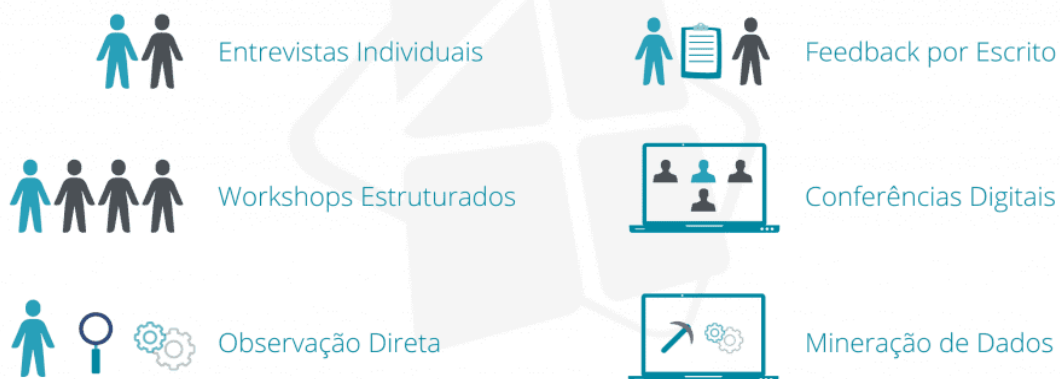 Entrevistas Individuais
Feedback por Escrito
Workshops Estruturados
Conferências Digitais
Observação Direta
Mineração de Dados